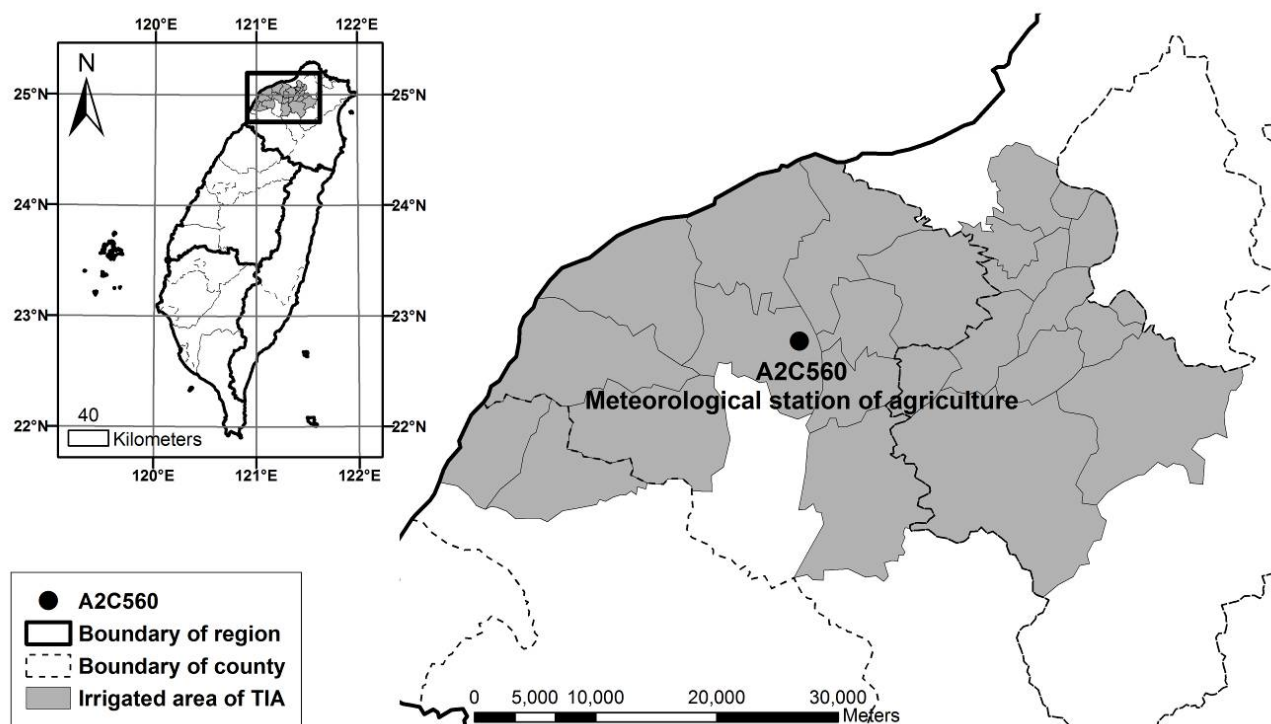 120°E 121°E 122°E
N
25°N 25°N
24°N 24°N
23°N 23°N
22°N 22°N
40
Kilometers
120°E 121°E 122°E
A2C560
Meteorological station of agriculture
A2C560
Boundary of region
Boundary of county
Irrigated area of TIA
0 5,000 10,000 20,000 30,000
Meters